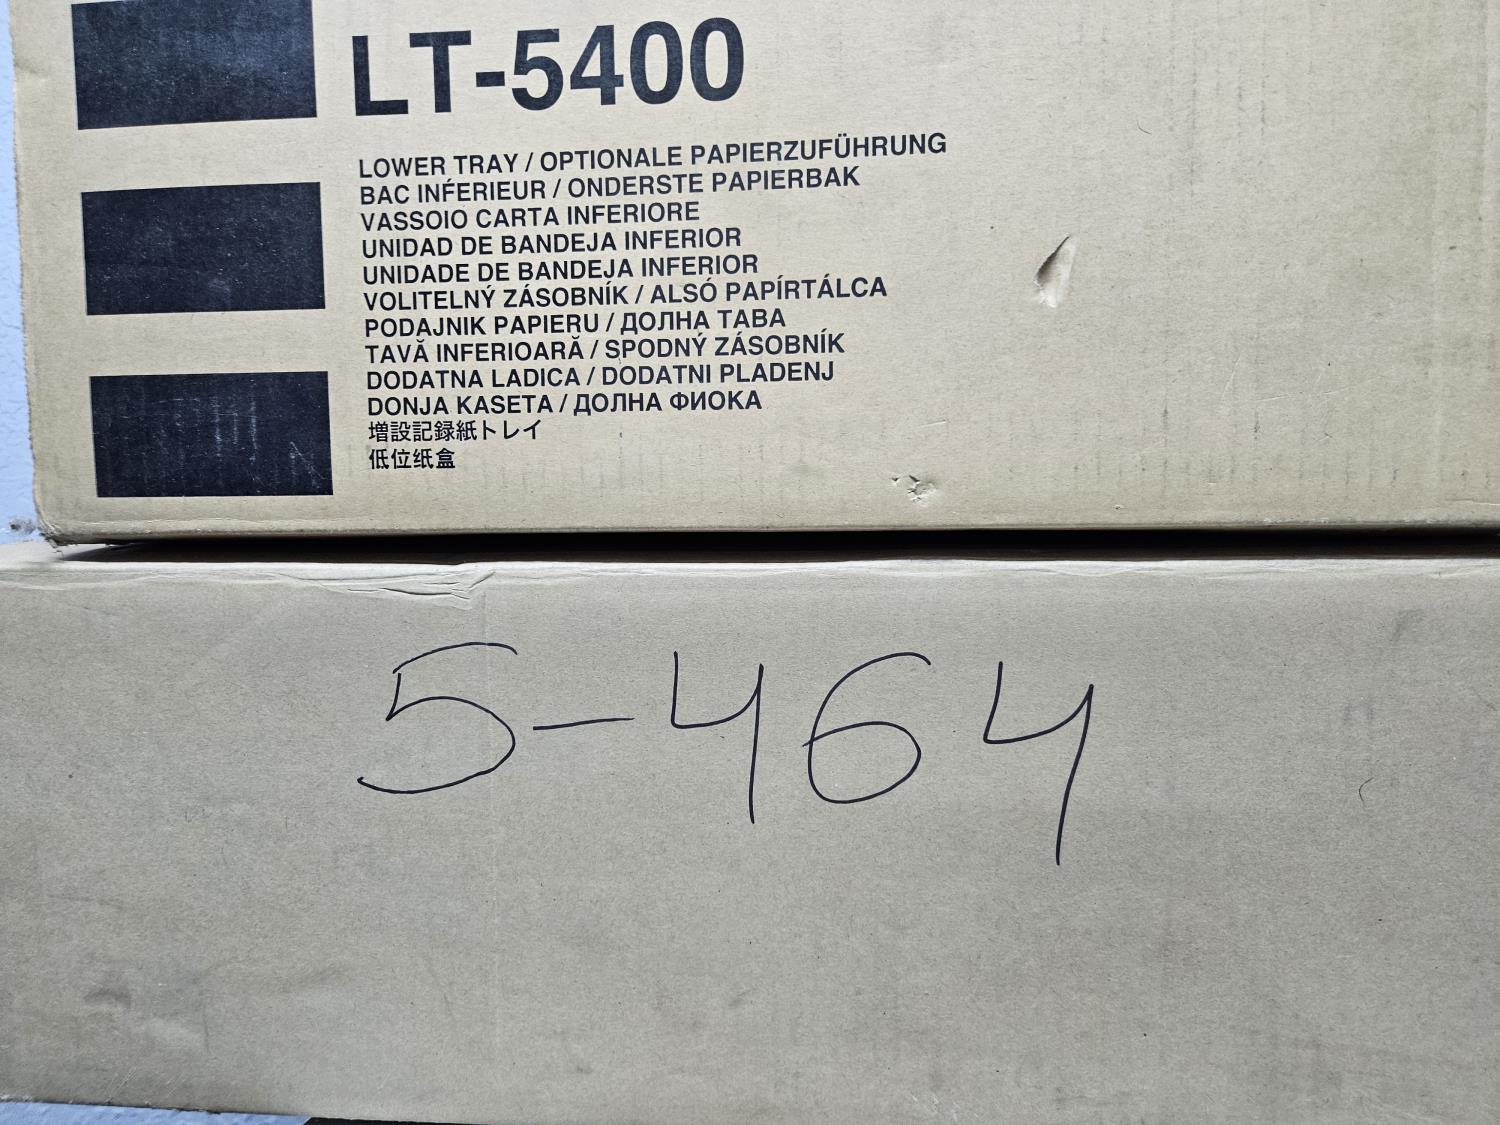 LT-5400
LOWER TRAY / OPTIONALE PAPIERZUFÜHRUNG
BAC INFÉRIEUR / ONDERSTE PAPIERBAK
VASSOIO CARTA INFERIORE
UNIDAD DE BANDEJA INFERIOR
UNIDADE DE BANDEJA INFERIOR
VOLITELNÝ ZÁSOBNÍK / ALSÓ PAPÍRTÁLCA
PODAJNIK PAPIERU / ДОЛНА ТАВА
TAVĂ INFERIOARĂ / SPODNÝ ZÁSOBNÍK
DODATNA LADICA / DODATNI PLADENJ
DONJA KASETA / ДОЛНА ФИОКА
増設記録紙トレイ
低位纸盒
5-464